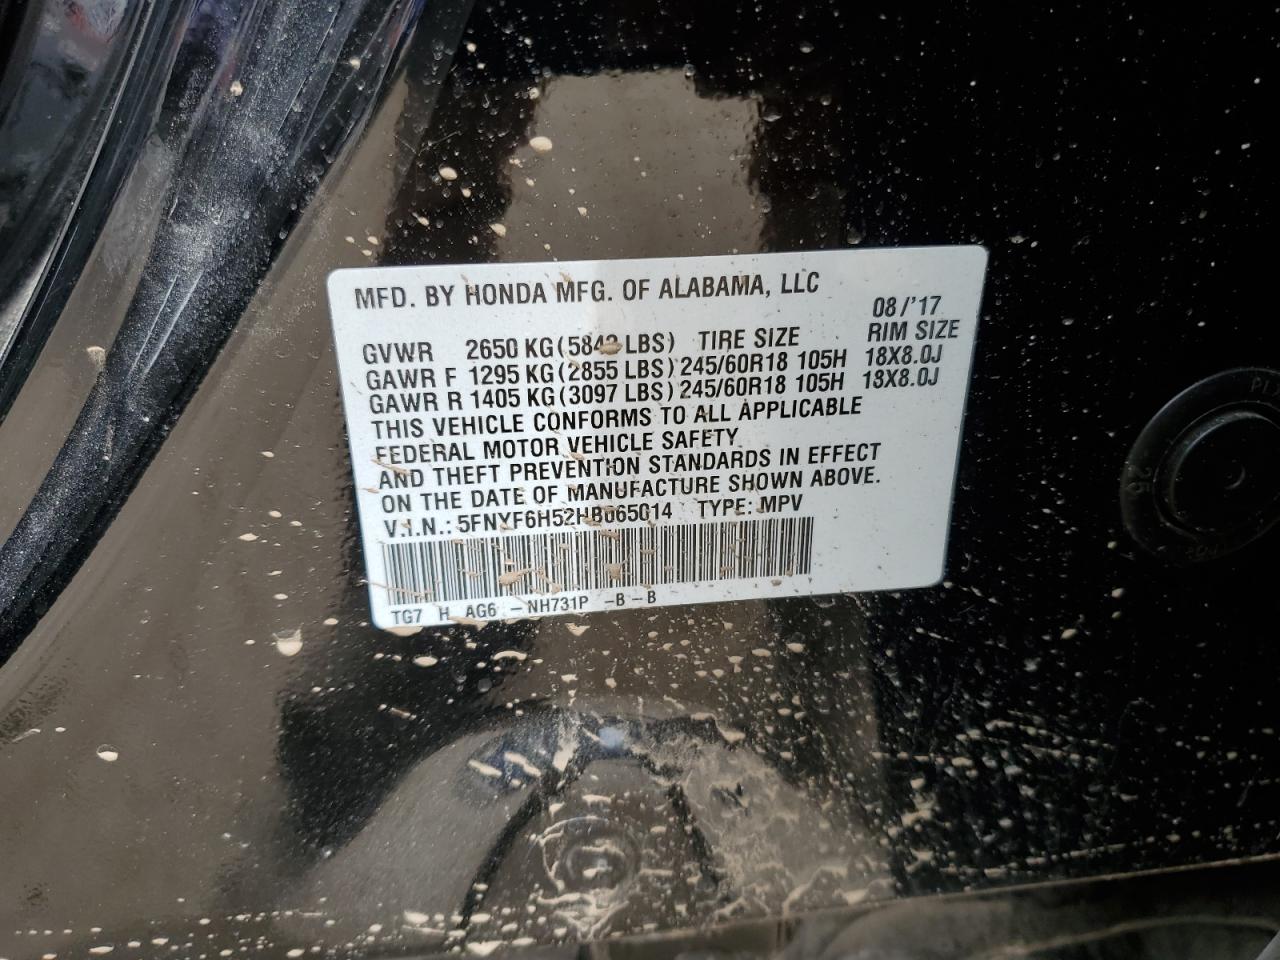 MFD. BY HONDA MFG. OF ALABAMA, LLC
08/'17
GVWR 2650 KG (5842 LBS) TIRE SIZE RIM SIZE
GAWR F 1295 KG (2855 LBS) 245/60R18 105H 18X8.0J
GAWR R 1405 KG (3097 LBS) 245/60R18 105H 18X8.0J
THIS VEHICLE CONFORMS TO ALL APPLICABLE
FEDERAL MOTOR VEHICLE SAFETY
AND THEFT PREVENTION STANDARDS IN EFFECT
ON THE DATE OF MANUFACTURE SHOWN ABOVE.
V.I.N.: 5FNYF6H52HB065014 TYPE: MPV
TG7 H AG6 -NH731P -B-B